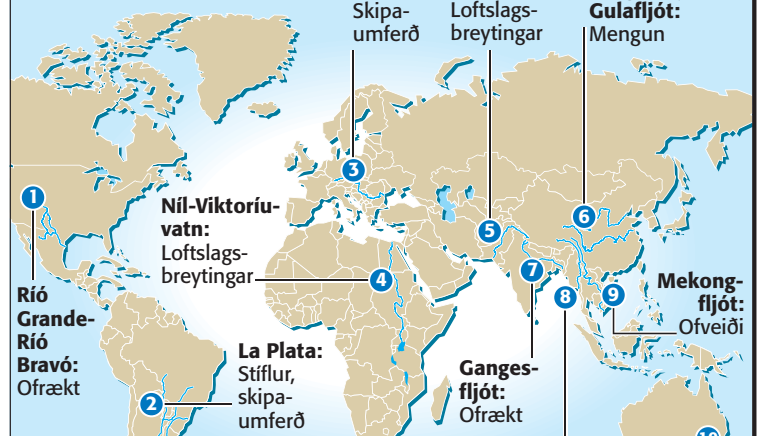 Skipa-
umferð
Loftslags-
breytingar
Gulafljót:
Mengun
1
2
3
4
5
6
7
8
9
Níl-Viktoríu-
vatn:
Loftslags-
breytingar
Ríó
Grande-
Ríó
Bravó:
Ofrækt
La Plata:
Stíflur,
skipa-
umferð
Ganges-
fljót:
Ofrækt
Mekong-
fljót:
Ofveiði
10